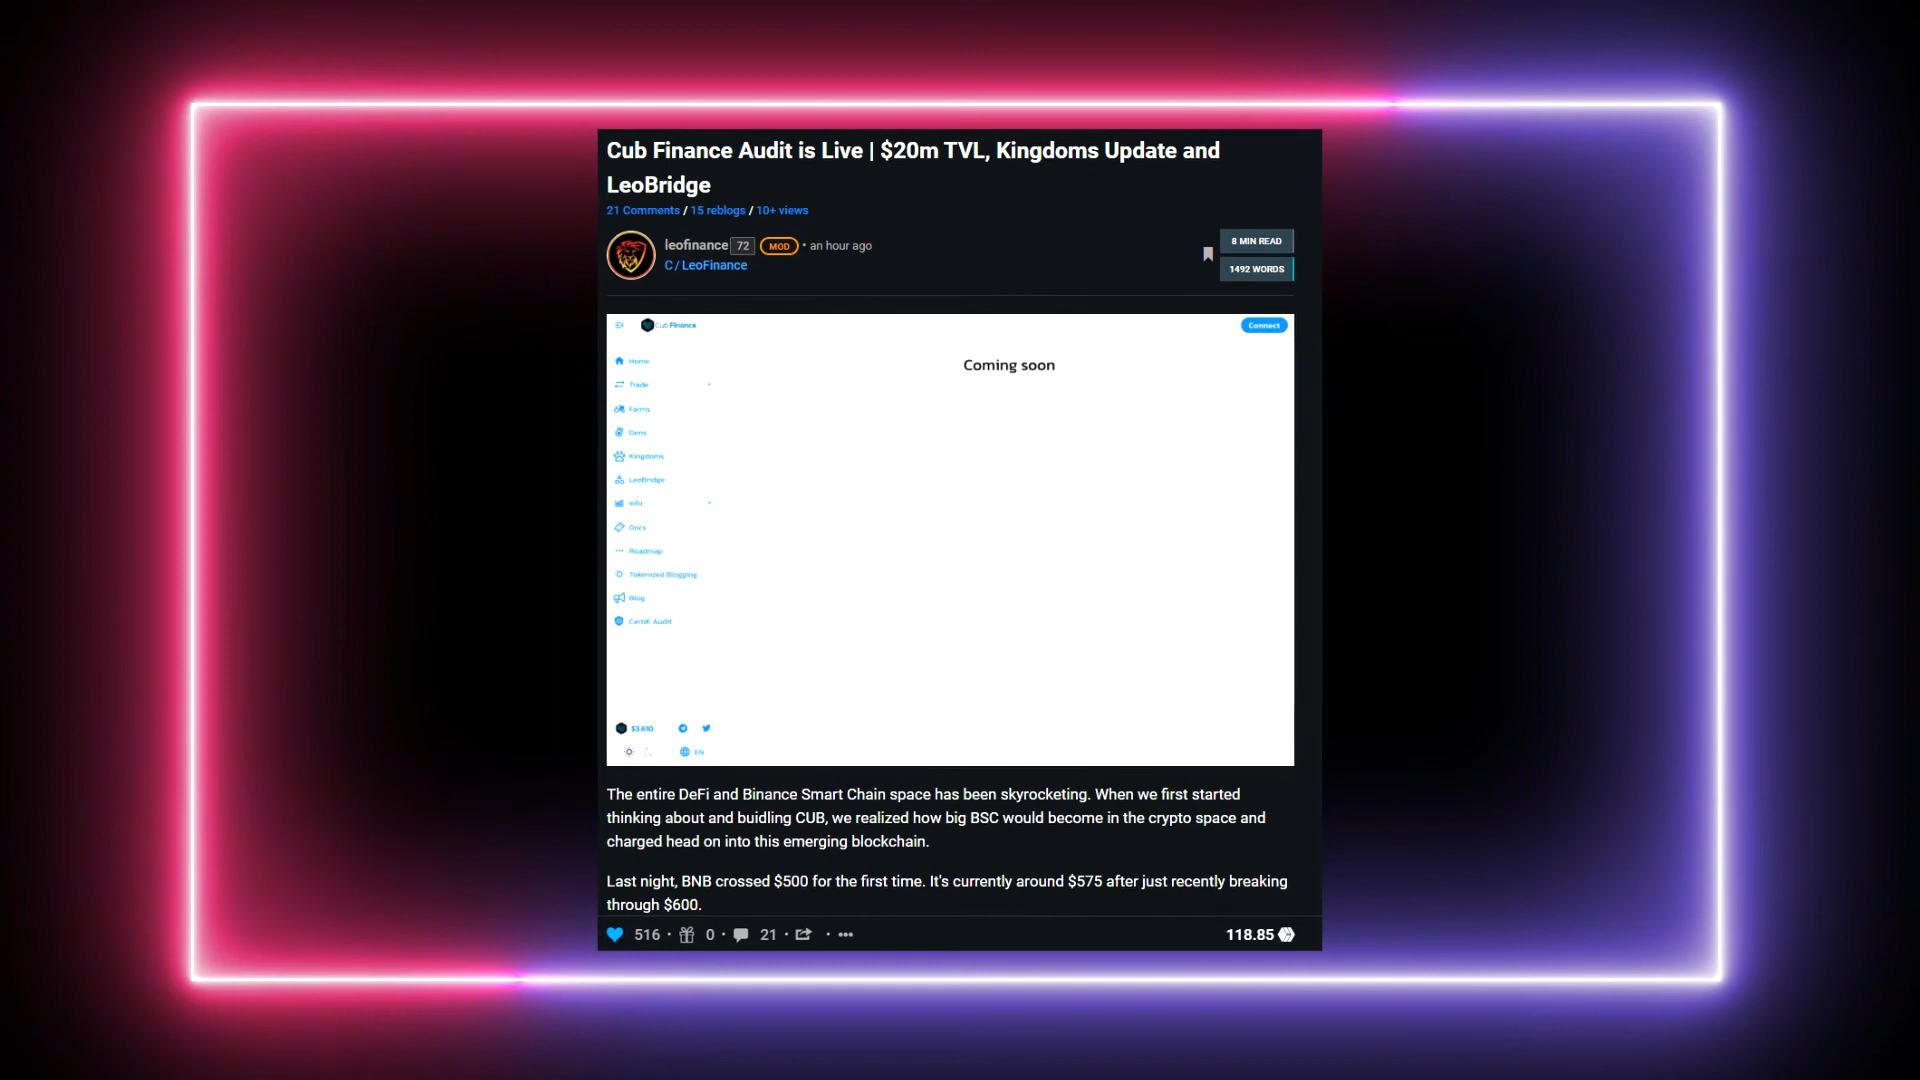 Cub Finance Audit is Live | $20m TVL, Kingdoms Update and
LeoBridge
21 Comments / 15 reblogs / 10+ views
leofinance 72 MOD • an hour ago
C / LeoFinance
8 MIN READ
1492 WORDS
Cub Finance
Connect
Coming soon
Home
Trade
Farms
Dens
Kingdoms
LeoBridge
Info
Docs
Roadmap
Tokenized Blogging
Blog
CertiK Audit
$3.610
EN
The entire DeFi and Binance Smart Chain space has been skyrocketing. When we first started
thinking about and buidling CUB, we realized how big BSC would become in the crypto space and
charged head on into this emerging blockchain.
Last night, BNB crossed $500 for the first time. It's currently around $575 after just recently breaking
through $600.
516 • 0 • 21 • • •••
118.85